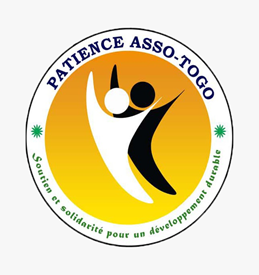 PATIENCE ASSO-TOGO
Soutien et solidarité pour un développement durable